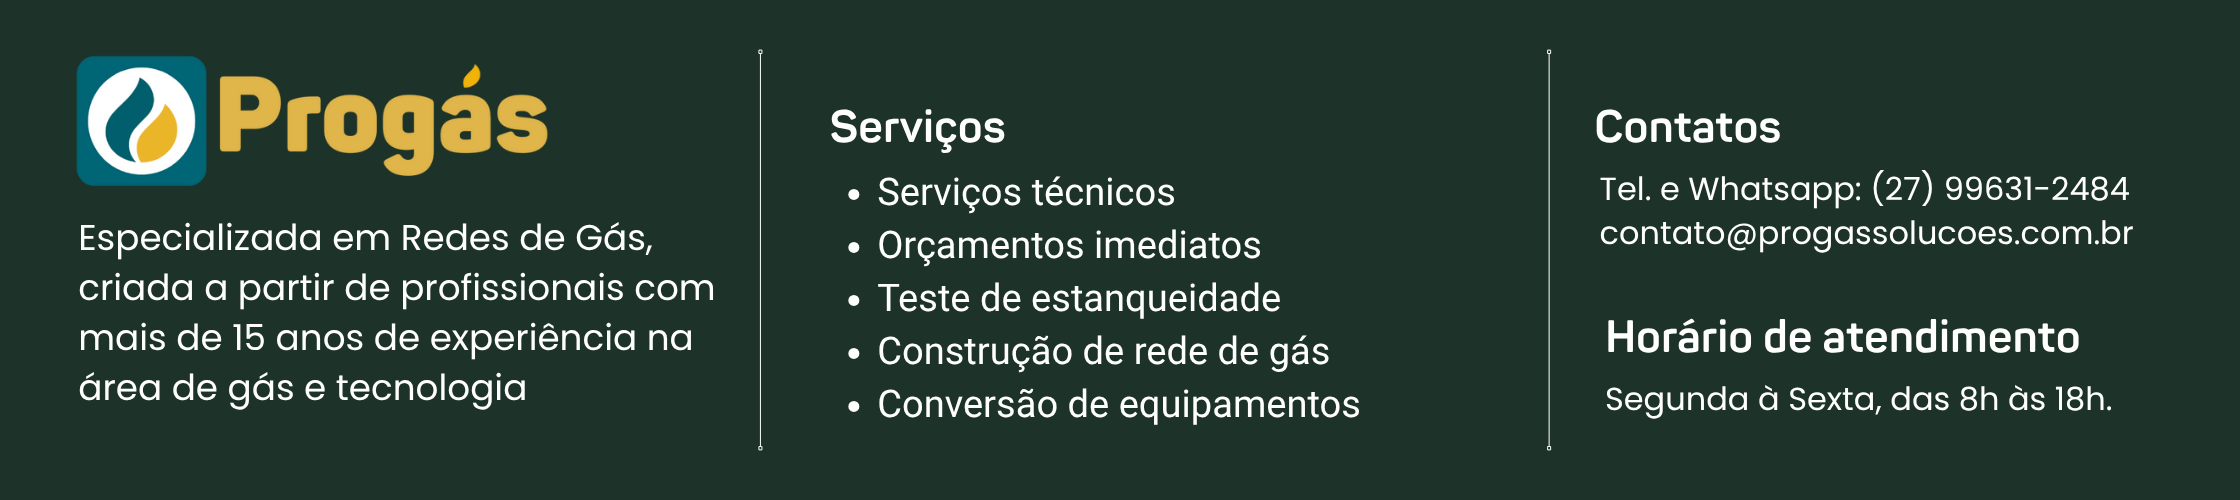 Progás
Especializada em Redes de Gás,
criada a partir de profissionais com
mais de 15 anos de experiência na
área de gás e tecnologia
Serviços
• Serviços técnicos
• Orçamentos imediatos
• Teste de estanqueidade
• Construção de rede de gás
• Conversão de equipamentos
Contatos
Tel. e Whatsapp: (27) 99631-2484
contato@progassolucoes.com.br
Horário de atendimento
Segunda à Sexta, das 8h às 18h.